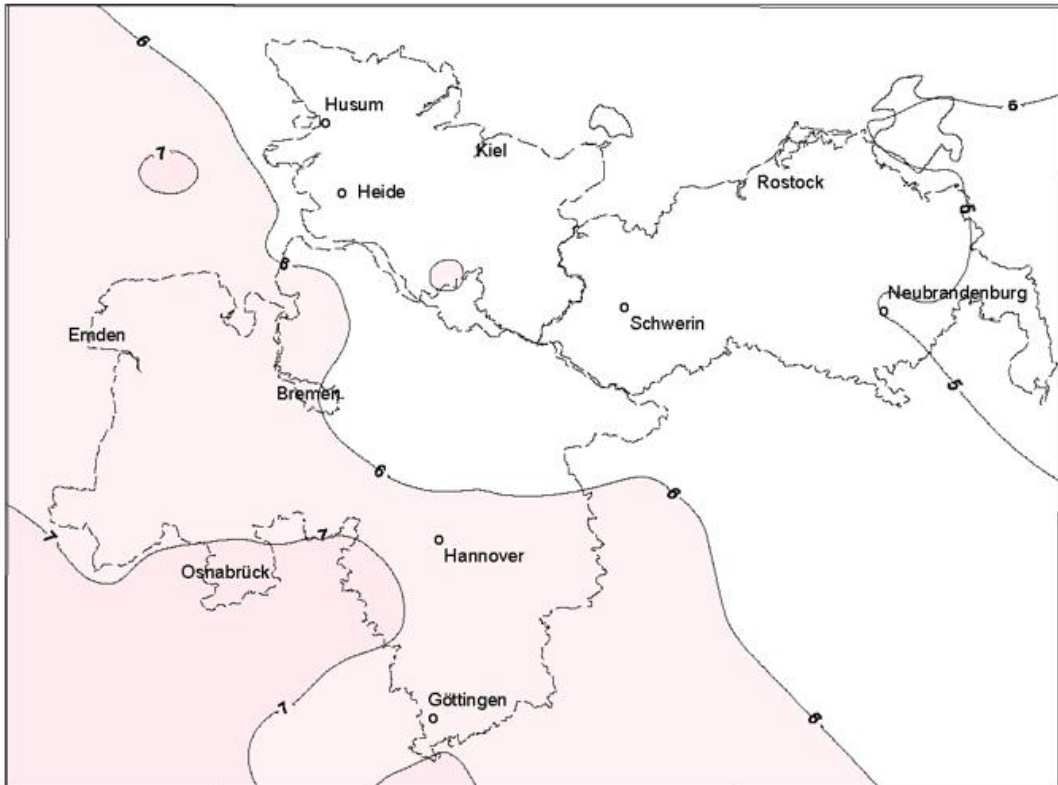 6
6
Husum
Kiel
7
Heide
Rostock
5
6
Neubrandenburg
Emden
Schwerin
Bremen
5
6
6
7
7
Hannover
Osnabrück
Göttingen
7
6